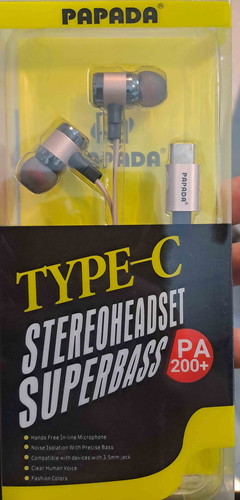 PAPADA®
PAPADA
PAPADA
TYPE-C
STEREOHEADSET
SUPERBASS
PA
200+
Hands Free In-line Microphone
Noise Isolation With Precise Bass
Compatible with devices with 3.5mm jack
Clear Human Voice
Fashion Colors